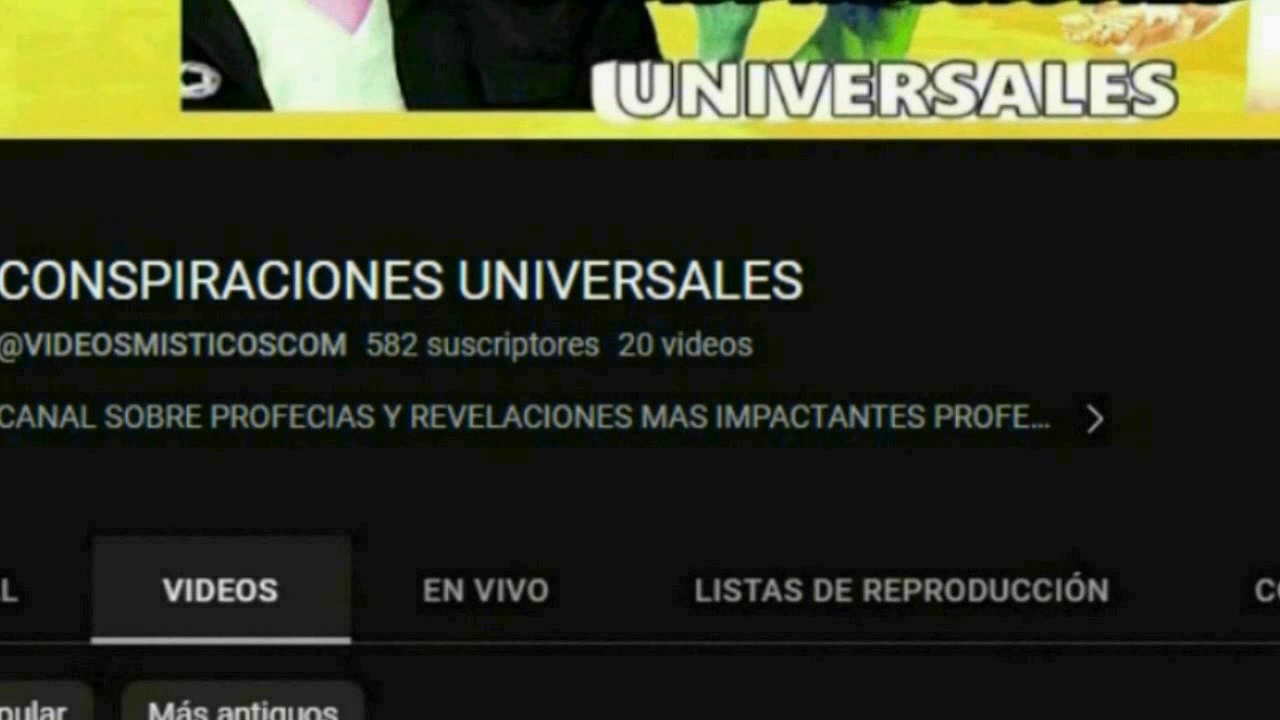 UNIVERSALES
CONSPIRACIONES UNIVERSALES
@VIDEOSMISTICOSCOM 582 suscriptores 20 videos
CANAL SOBRE PROFECIAS Y REVELACIONES MAS IMPACTANTES PROFE... >
VIDEOS EN VIVO LISTAS DE REPRODUCCIÓN
Más antiguos